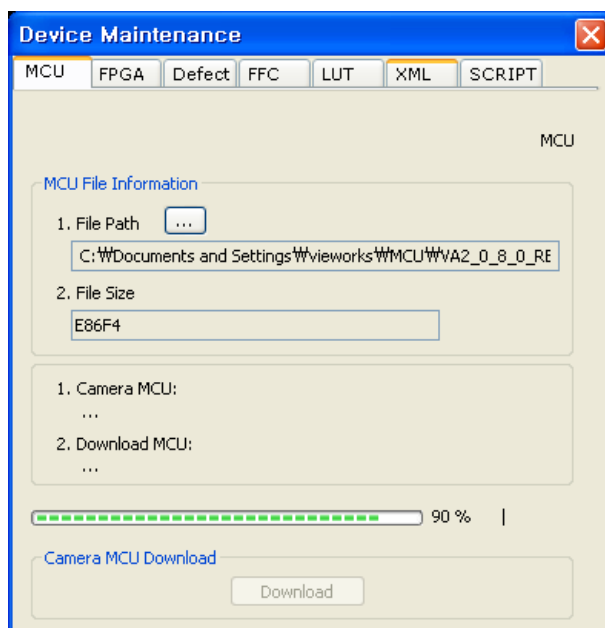 Device Maintenance
MCU FPGA Defect FFC LUT XML SCRIPT
MCU
MCU File Information
1. File Path ...
C:₩Documents and Settings₩vieworks₩MCU₩VA2_0_8_0_RE
2. File Size
E86F4
1. Camera MCU:
...
2. Download MCU:
...
90 % |
Camera MCU Download
Download